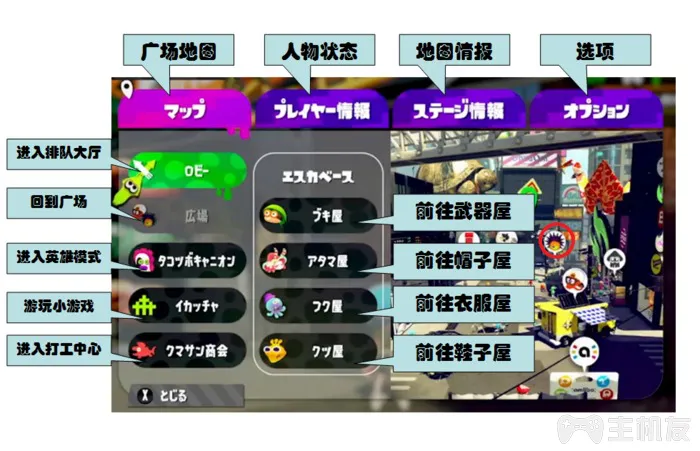 广场地图
人物状态
地图情报
选项
マップ
プレイヤー情報
ステージ情報
オプション
进入排队大厅
ロビー
エスカベース
回到广场
広場
ブキ屋
前往武器屋
进入英雄模式
タコツボキャニオン
アタマ屋
前往帽子屋
游玩小游戏
イカッチャ
フク屋
前往衣服屋
进入打工中心
クマサン商会
クツ屋
前往鞋子屋
X とじる
主机友